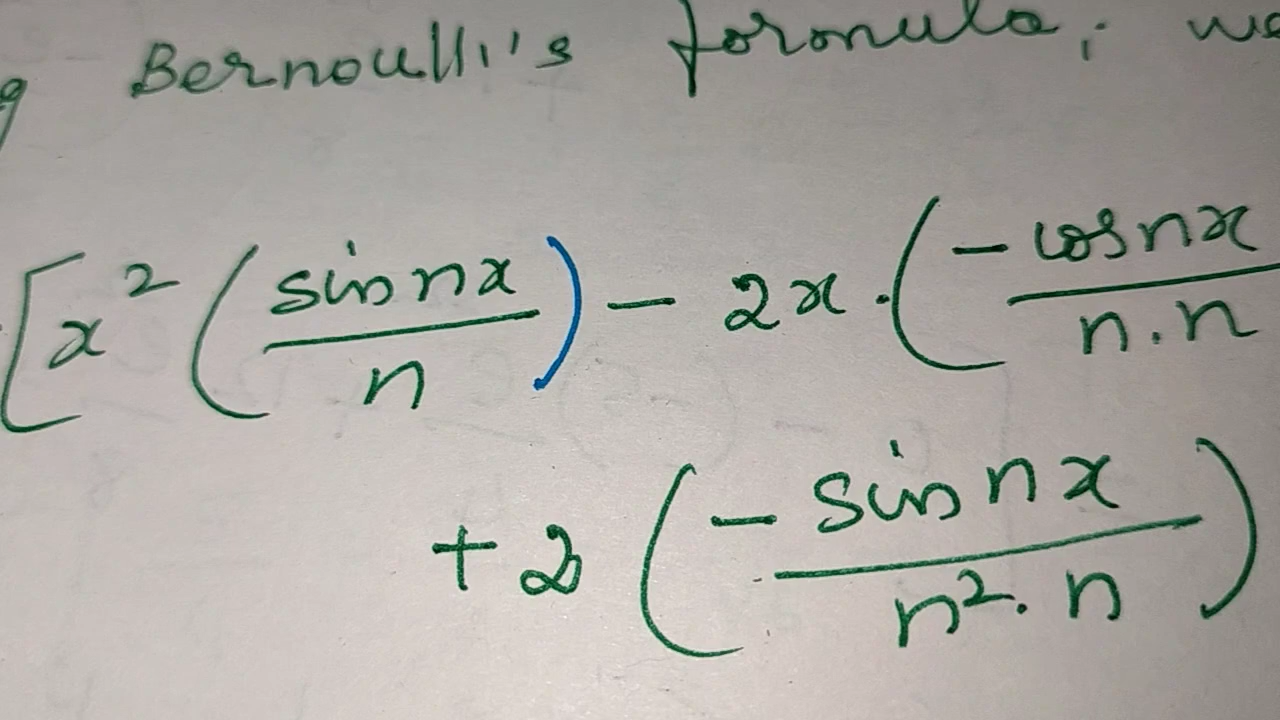 g Bernoulli's formula, we
[x² (sin nx / n) - 2x . (- cos nx / n.n
+ 2 (- sin nx / n². n)